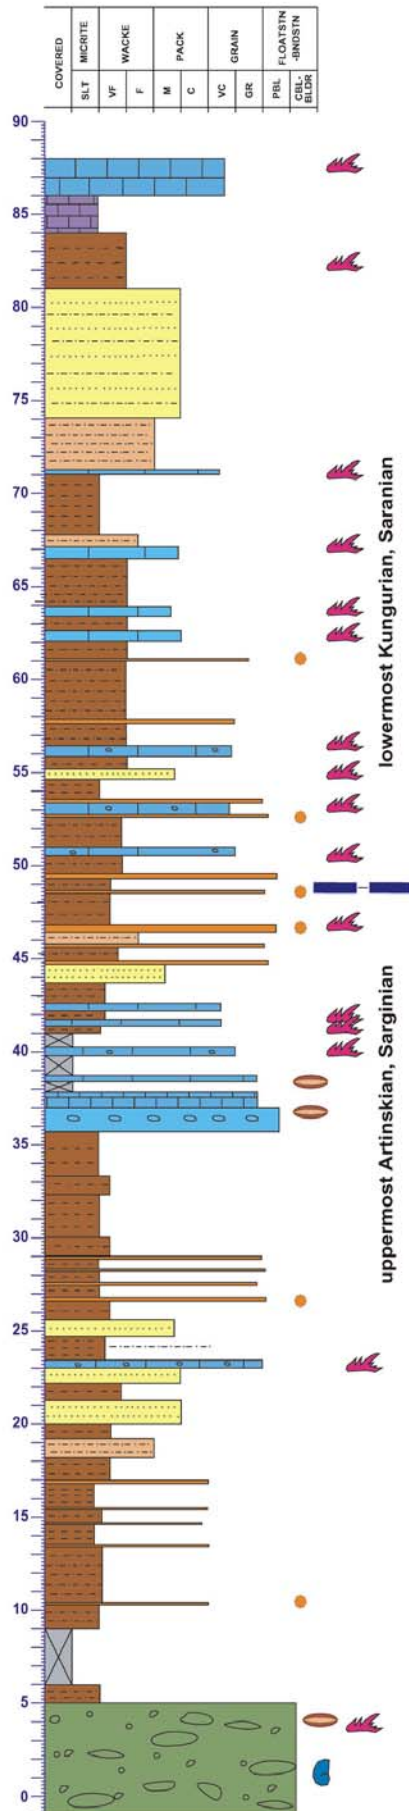 COVERED
MICRITE
WACKE
PACK
GRAIN
FLOATSTN
-BNDSTN
SLT
VF
F
M
C
VC
GR
PBL
CBL-
BLDR
90
85
80
75
70
65
60
55
50
45
40
35
30
25
20
15
10
5
0
lowermost Kungurian, Saranian
uppermost Artinskian, Sarginian